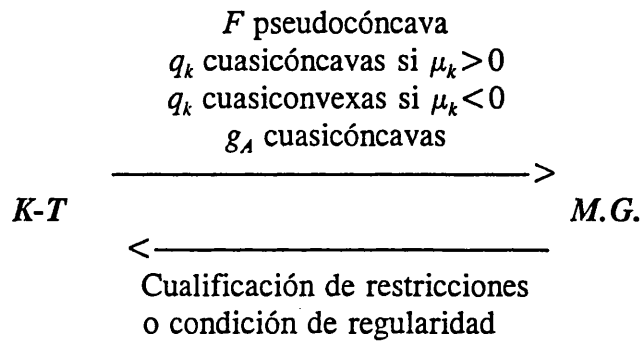 F pseudocóncava
q_k cuasicóncavas si μ_k>0
q_k cuasiconvexas si μ_k<0
g_A cuasicóncavas
K-T M.G.
Cualificación de restricciones
o condición de regularidad